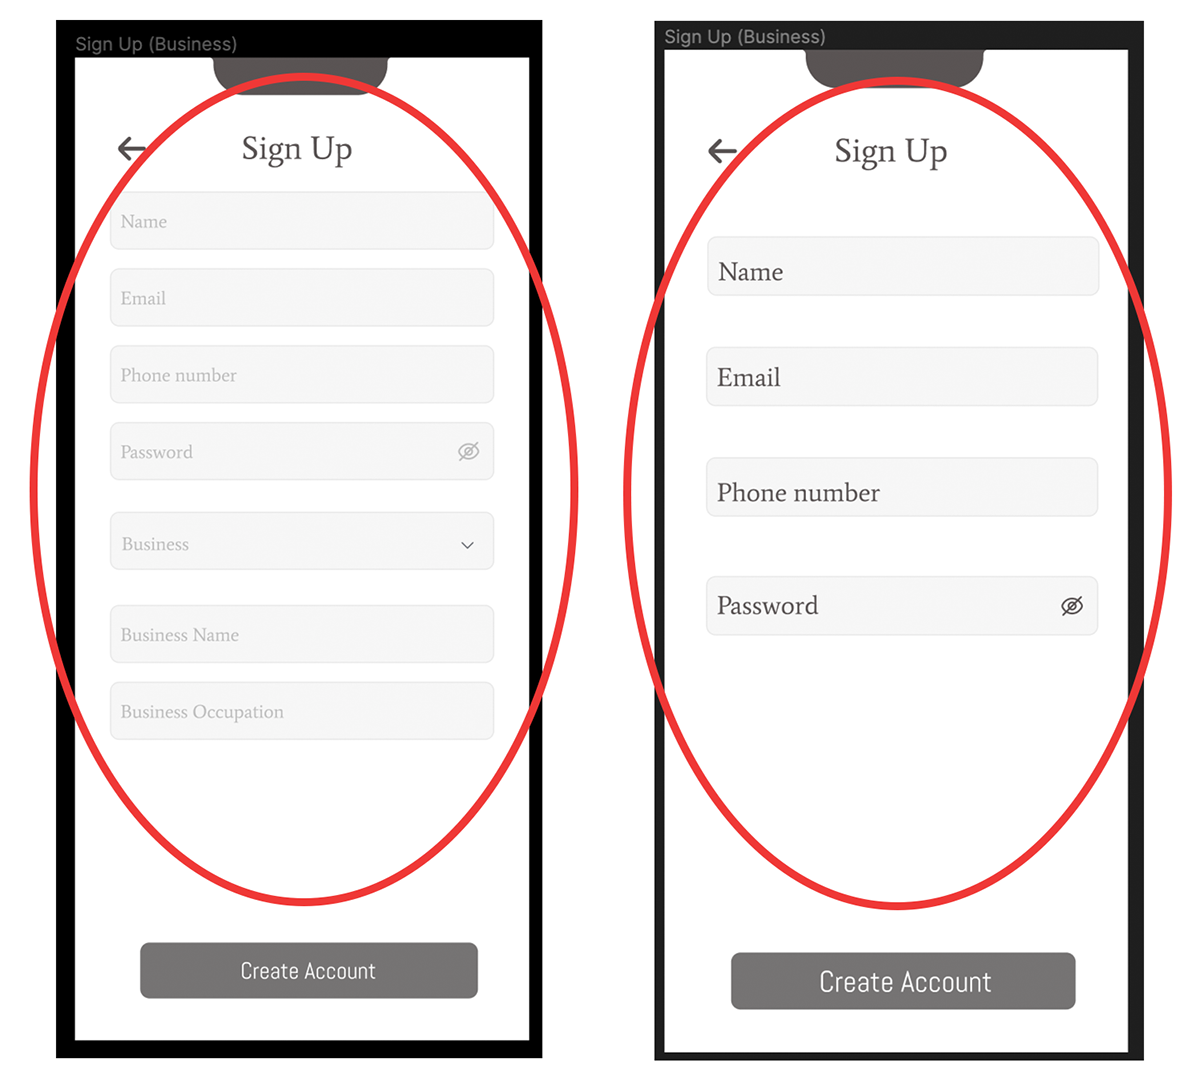 Sign Up (Business)
Sign Up
Name
Email
Phone number
Password
Business
Business Name
Business Occupation
Create Account
Sign Up (Business)
Sign Up
Name
Email
Phone number
Password
Create Account